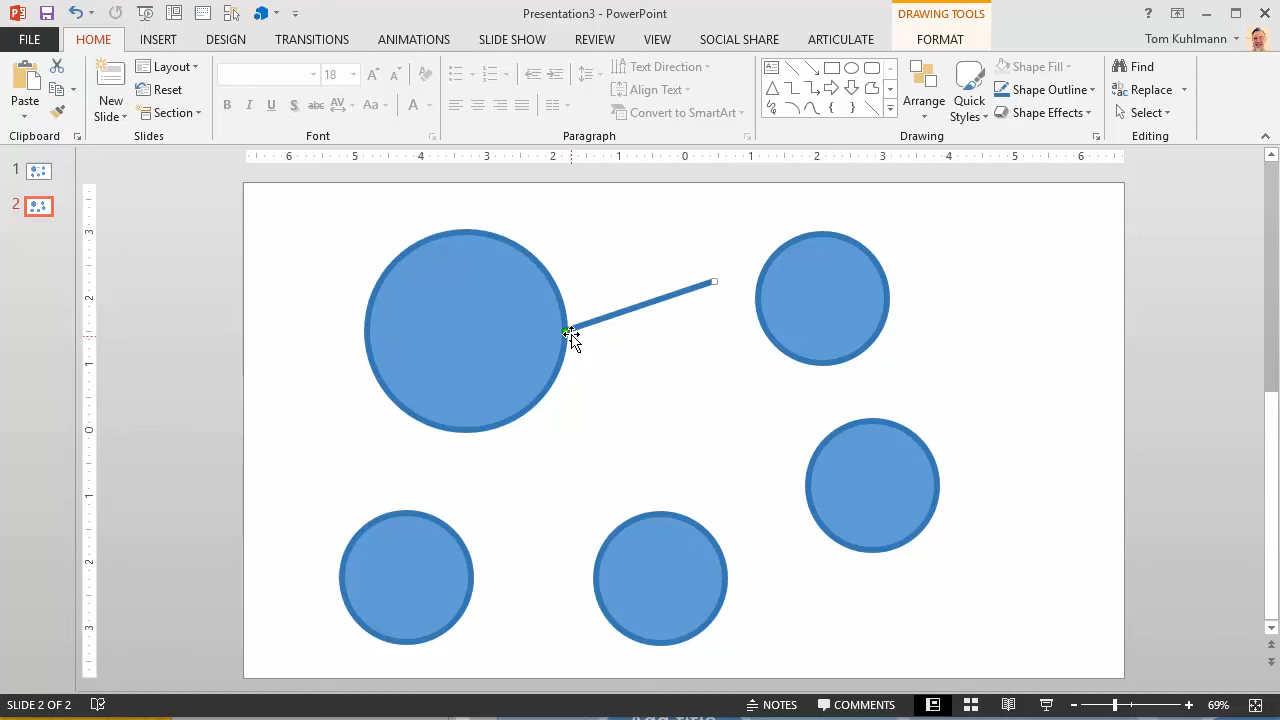 Presentation3 - PowerPoint
DRAWING TOOLS
FILE HOME INSERT DESIGN TRANSITIONS ANIMATIONS SLIDE SHOW REVIEW VIEW SOCIAL SHARE ARTICULATE FORMAT Tom Kuhlmann
Paste
New
Slide
Layout
Reset
Section
18
B I U S abc AV Aa A
Text Direction
Align Text
Convert to SmartArt
Arrange
Quick
Styles
Shape Fill
Shape Outline
Shape Effects
Find
Replace
Select
Clipboard Slides Font Paragraph Drawing Editing
6 5 4 3 2 1 0 1 2 3 4 5 6
3
2
1
0
1
2
3
1
2
SLIDE 2 OF 2 NOTES COMMENTS 69%